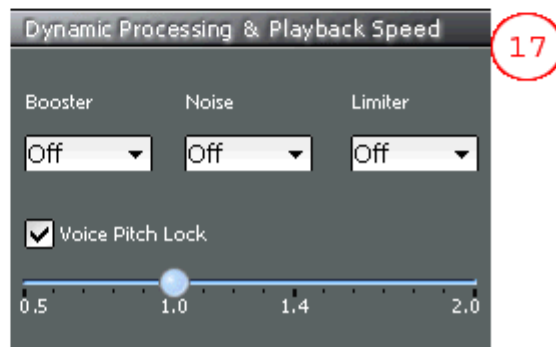 Dynamic Processing & Playback Speed
17
Booster Noise Limiter
Off Off Off
Voice Pitch Lock
0.5 1.0 1.4 2.0